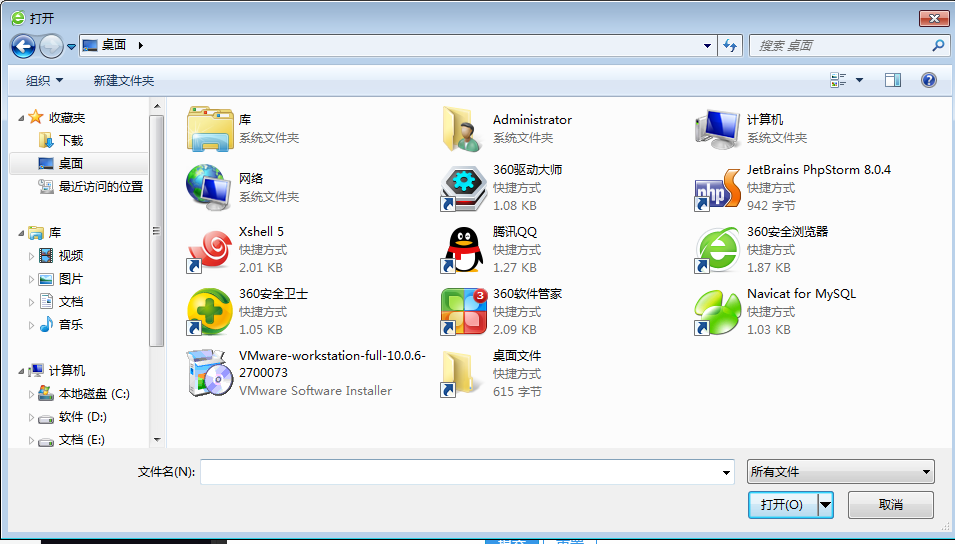 打开
桌面
搜索 桌面
组织
新建文件夹
收藏夹
下载
桌面
最近访问的位置
库
视频
图片
文档
音乐
计算机
本地磁盘 (C:)
软件 (D:)
文档 (E:)
库
系统文件夹
Administrator
系统文件夹
计算机
系统文件夹
网络
系统文件夹
360驱动大师
快捷方式
1.08 KB
JetBrains PhpStorm 8.0.4
快捷方式
942 字节
php
Xshell 5
快捷方式
2.01 KB
腾讯QQ
快捷方式
1.27 KB
360安全浏览器
快捷方式
1.87 KB
360安全卫士
快捷方式
1.05 KB
3
360软件管家
快捷方式
2.09 KB
Navicat for MySQL
快捷方式
1.03 KB
VMware-workstation-full-10.0.6-
2700073
VMware Software Installer
桌面文件
快捷方式
615 字节
文件名(N):
所有文件
打开(O)
取消